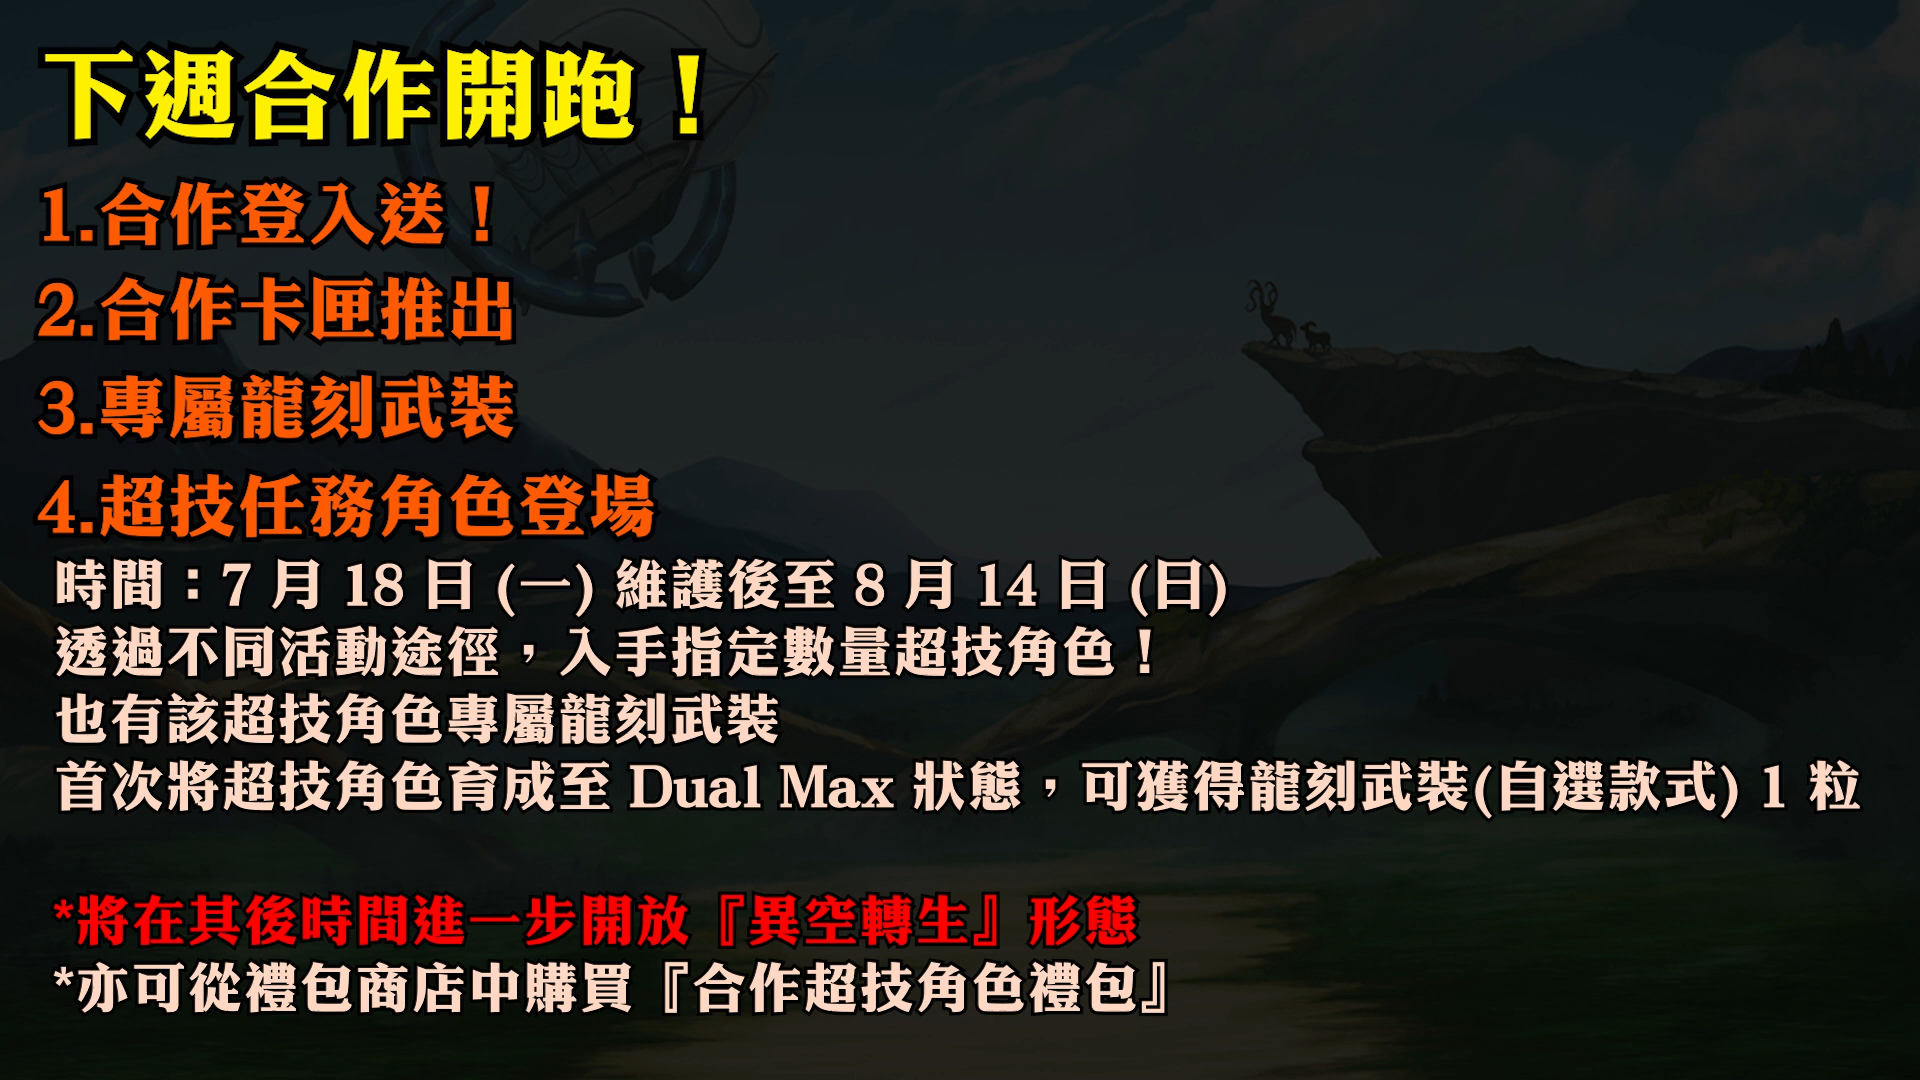 下週合作開跑！
1.合作登入送！
2.合作卡匣推出
3.專屬龍刻武裝
4.超技任務角色登場
時間：7 月 18 日 (一) 維護後至 8 月 14 日 (日)
透過不同活動途徑，入手指定數量超技角色！
也有該超技角色專屬龍刻武裝
首次將超技角色育成至 Dual Max 狀態，可獲得龍刻武裝(自選款式) 1 粒
*將在其後時間進一步開放『異空轉生』形態
*亦可從禮包商店中購買『合作超技角色禮包』